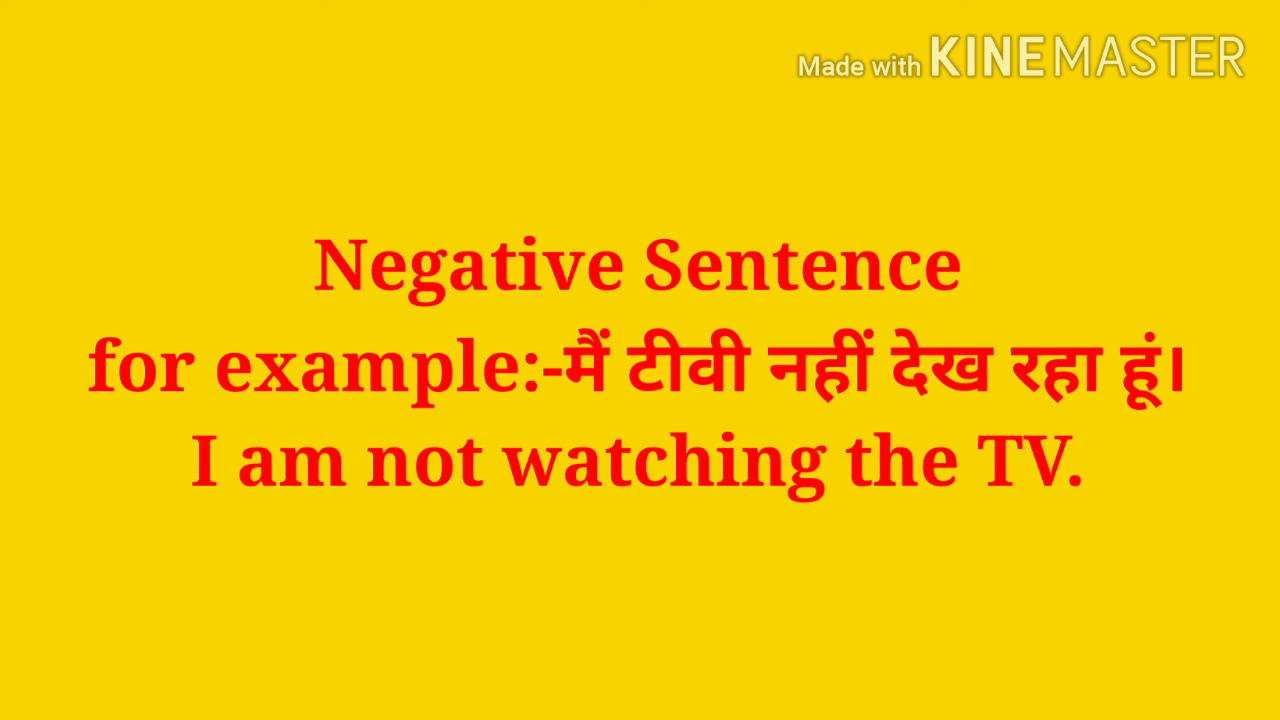 Made with KINEMASTER
Negative Sentence
for example:-मैं टीवी नहीं देख रहा हूं।
I am not watching the TV.